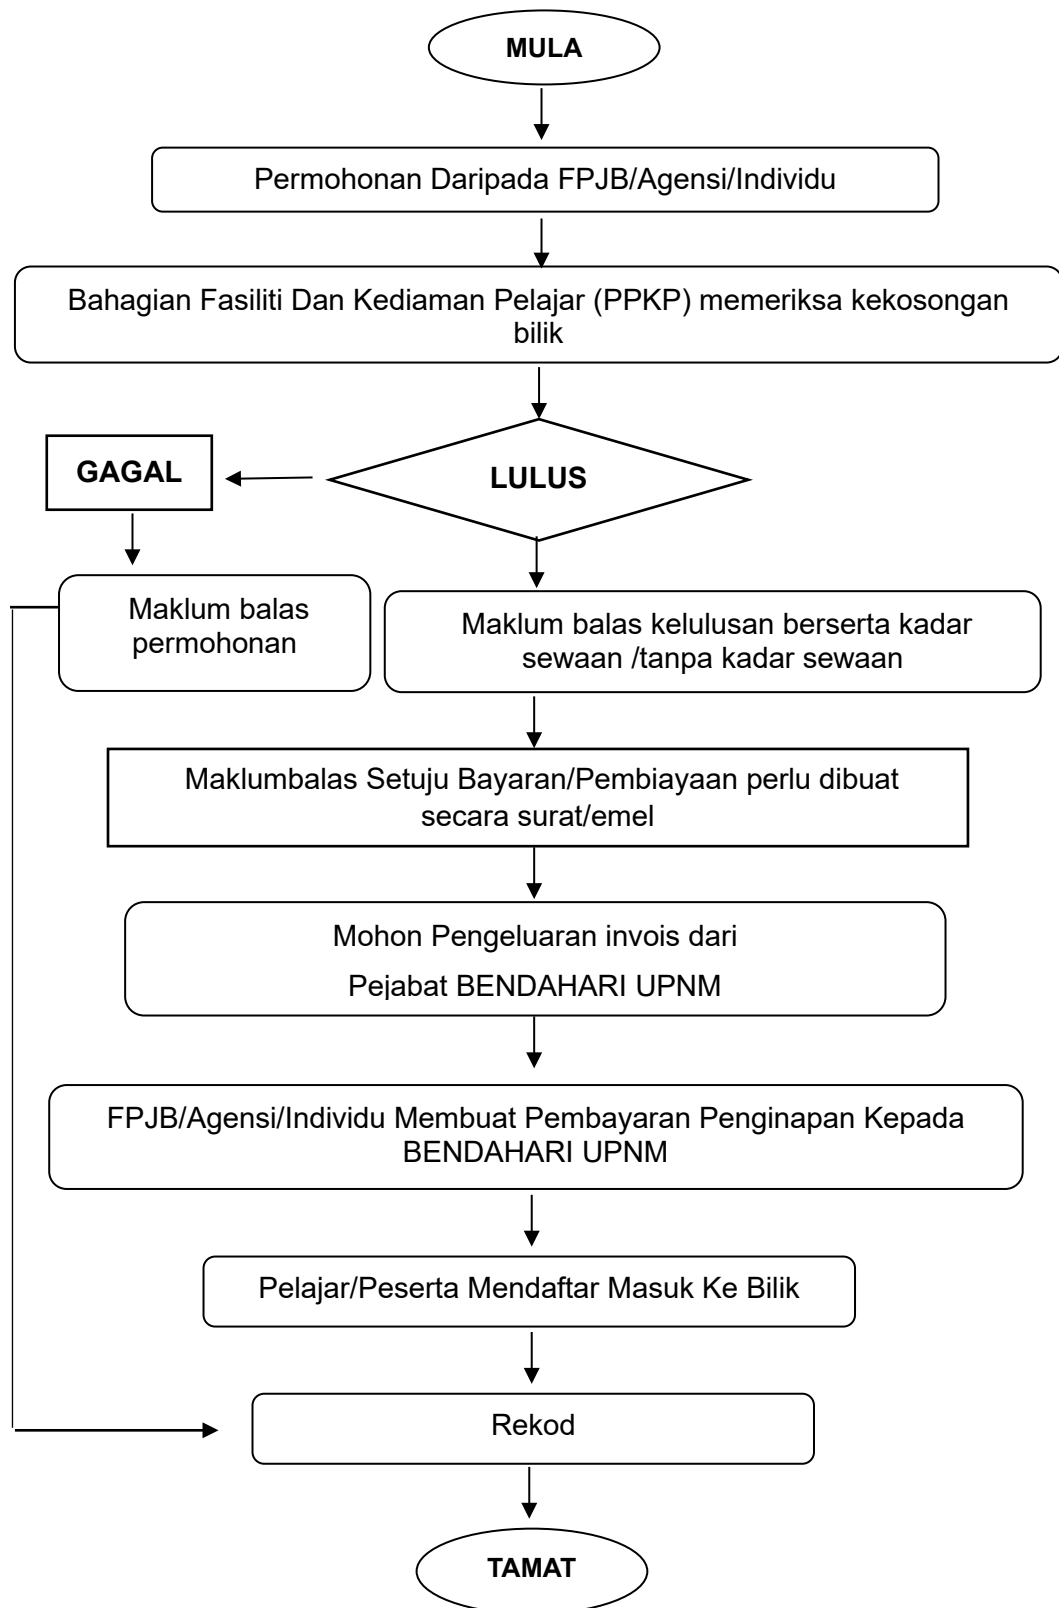 MULA
Permohonan Daripada FPJB/Agensi/Individu
Bahagian Fasiliti Dan Kediaman Pelajar (PPKP) memeriksa kekosongan
bilik
GAGAL
LULUS
Maklum balas
permohonan
Maklum balas kelulusan berserta kadar
sewaan /tanpa kadar sewaan
Maklumbalas Setuju Bayaran/Pembiayaan perlu dibuat
secara surat/emel
Mohon Pengeluaran invois dari
Pejabat BENDAHARI UPNM
FPJB/Agensi/Individu Membuat Pembayaran Penginapan Kepada
BENDAHARI UPNM
Pelajar/Peserta Mendaftar Masuk Ke Bilik
Rekod
TAMAT